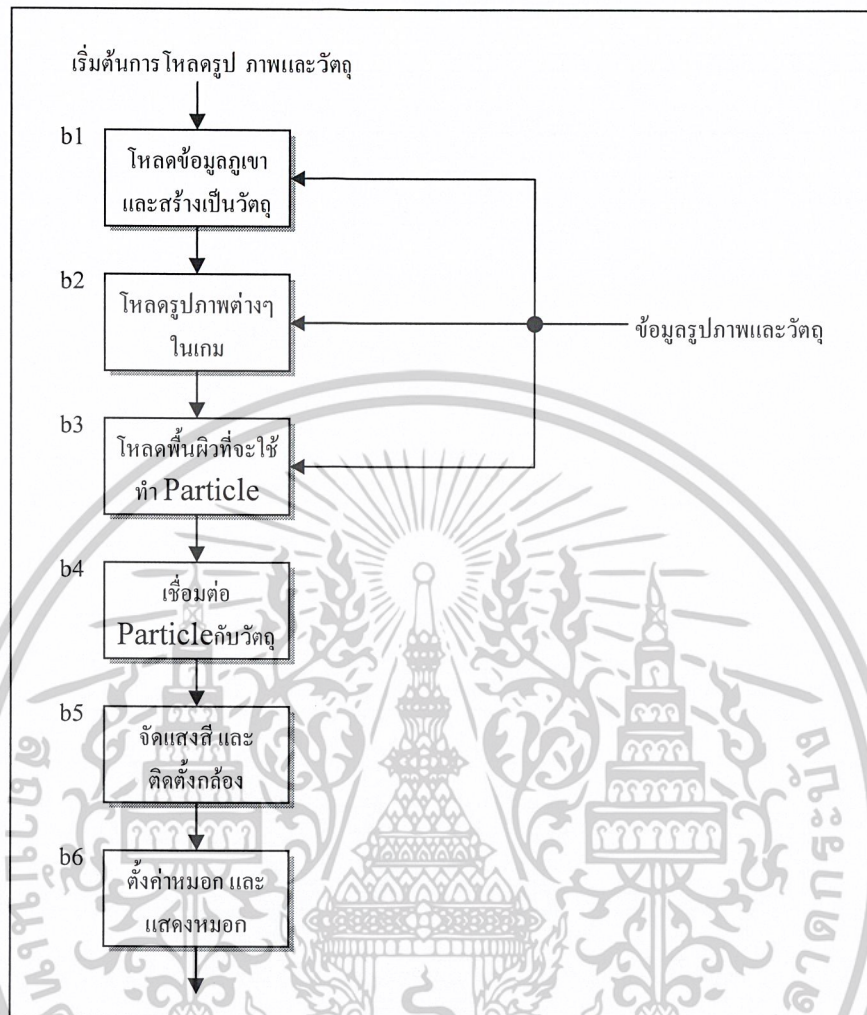 เริ่มต้นการโหลดรูป ภาพและวัตถุ
b1
โหลดข้อมูลภูเขา
และสร้างเป็นวัตถุ
b2
โหลดรูปภาพต่างๆ
ในเกม
ข้อมูลรูปภาพและวัตถุ
b3
โหลดพื้นผิวที่จะใช้
ทำ Particle
b4
เชื่อมต่อ
Particleกับวัตถุ
b5
จัดแสงสี และ
ติดตั้งกล้อง
b6
ตั้งค่าหมอก และ
แสดงหมอก